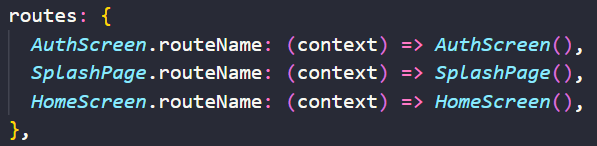 routes: {
AuthScreen.routeName: (context) => AuthScreen(),
SplashPage.routeName: (context) => SplashPage(),
HomeScreen.routeName: (context) => HomeScreen(),
},